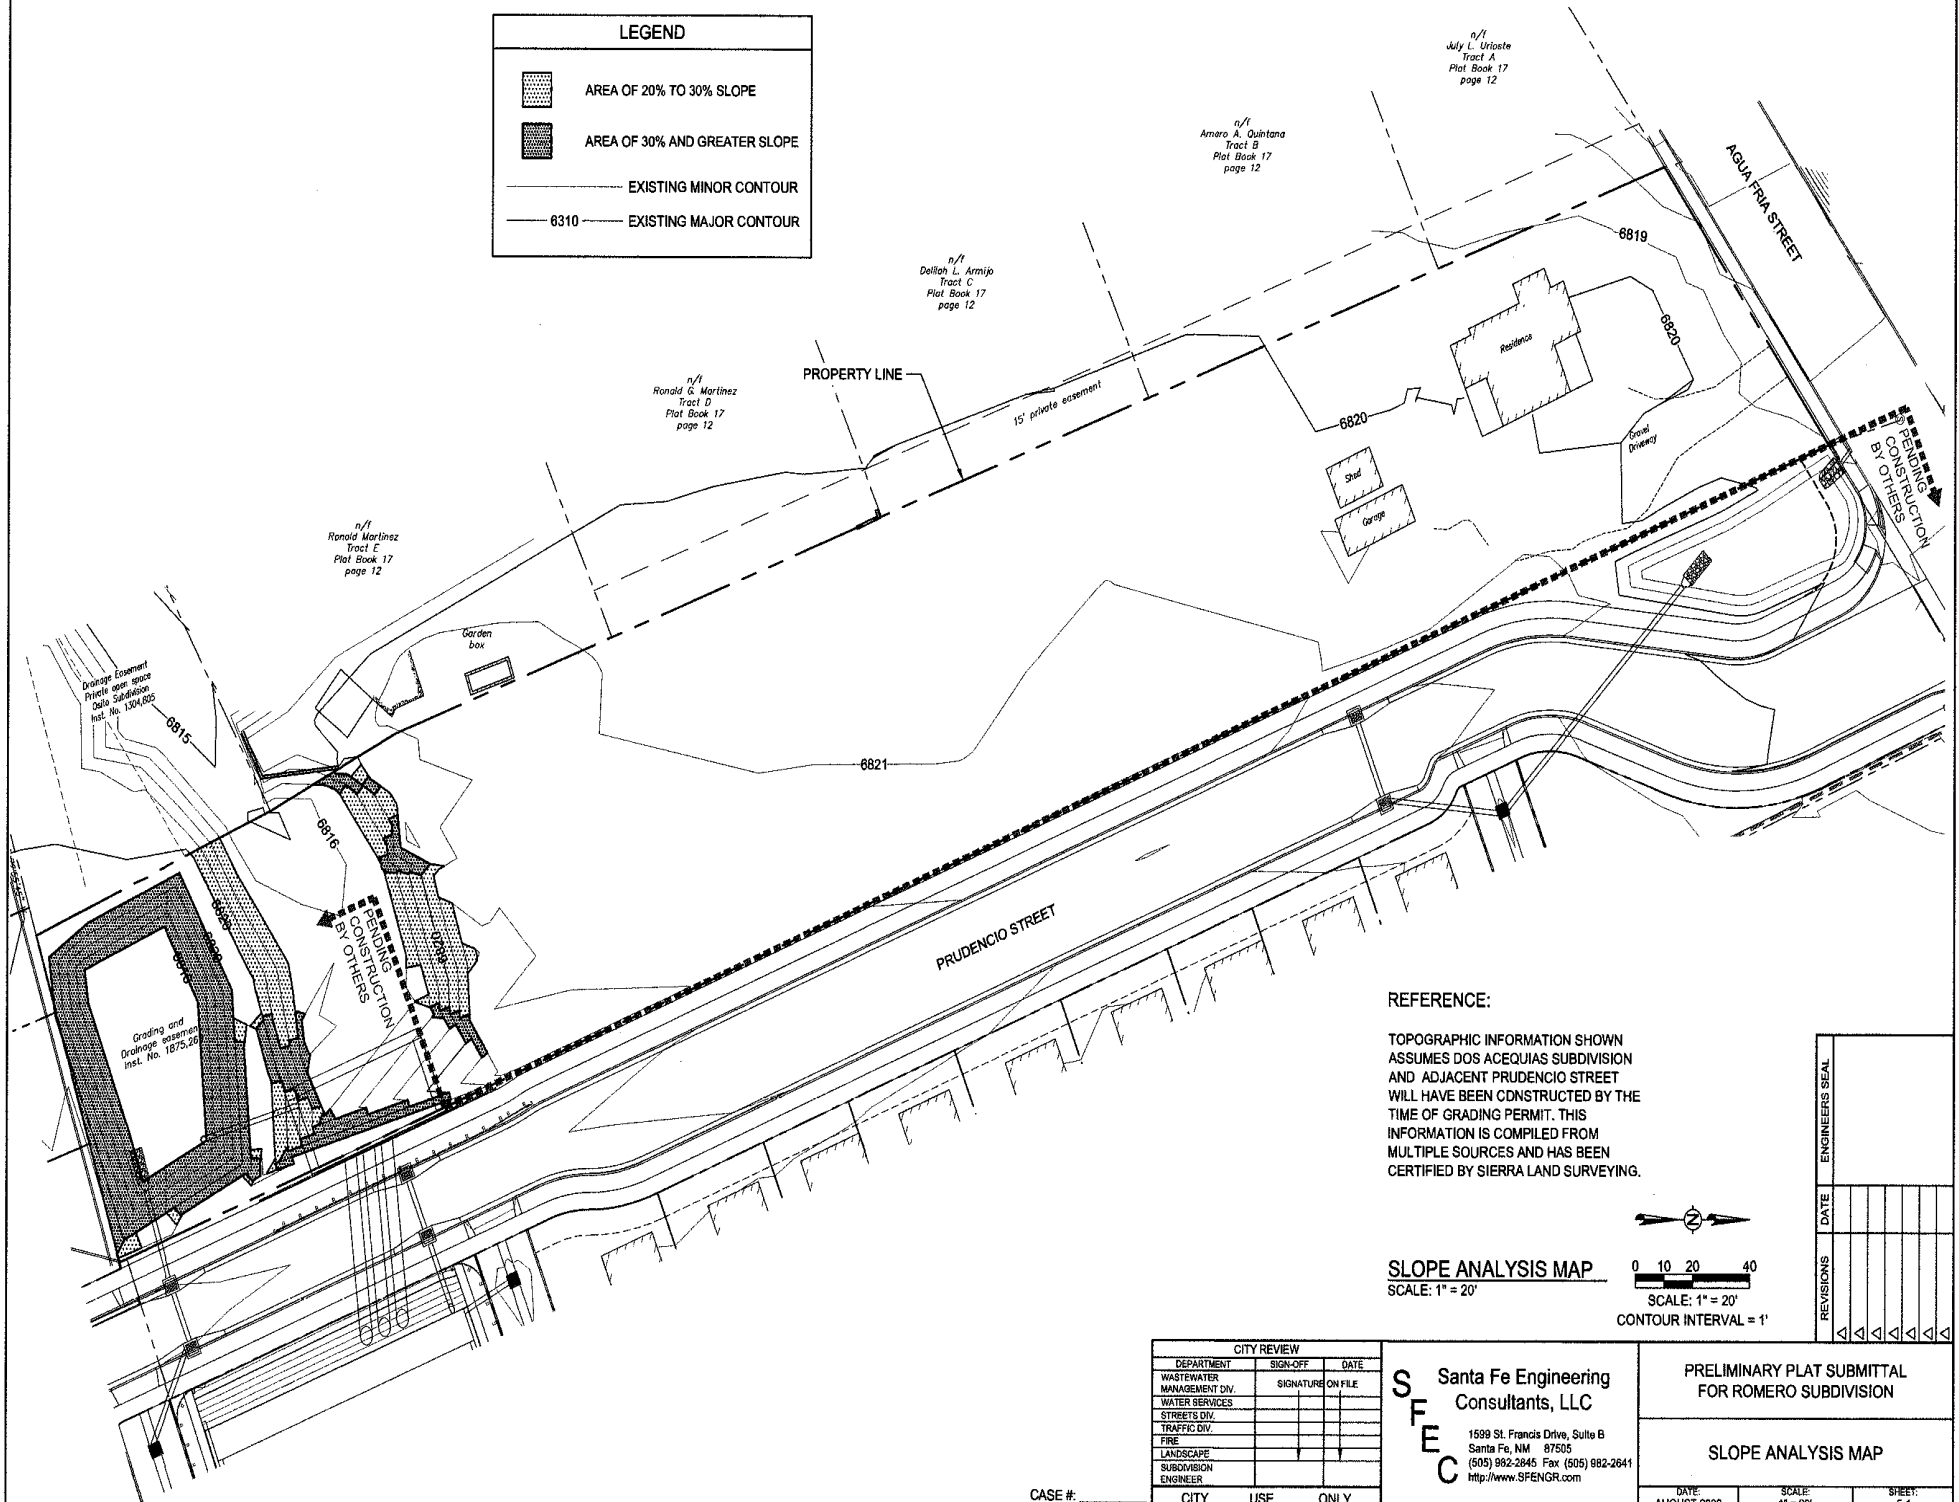 LEGEND
AREA OF 20% TO 30% SLOPE
AREA OF 30% AND GREATER SLOPE
EXISTING MINOR CONTOUR
6310
EXISTING MAJOR CONTOUR
n/f
July L. Urioste
Tract A
Plat Book 17
page 12
n/f
Amero A. Quintana
Tract B
Plat Book 17
page 12
n/f
Delilah L. Armijo
Tract C
Plat Book 17
page 12
n/f
Ronald G. Martinez
Tract D
Plat Book 17
page 12
n/f
Ronald Martinez
Tract E
Plat Book 17
page 12
AGUA FRIA STREET
6819
6820
Residence
PROPERTY LINE
15' private easement
6820
Gravel
Driveway
Shed
Garage
PENDING
CONSTRUCTION
BY OTHERS
Garden
box
Drainage Easement
Private open space
Osito Subdivision
Inst. No. 1304,805
6815
6821
6816
6820
PENDING
CONSTRUCTION
BY OTHERS
Grading and
Drainage easemen
Inst. No. 1875,26
PRUDENCIO STREET
REFERENCE:
TOPOGRAPHIC INFORMATION SHOWN
ASSUMES DOS ACEQUIAS SUBDIVISION
AND ADJACENT PRUDENCIO STREET
WILL HAVE BEEN CONSTRUCTED BY THE
TIME OF GRADING PERMIT. THIS
INFORMATION IS COMPILED FROM
MULTIPLE SOURCES AND HAS BEEN
CERTIFIED BY SIERRA LAND SURVEYING.
N
SLOPE ANALYSIS MAP
SCALE: 1" = 20'
0 10 20 40
SCALE: 1" = 20'
CONTOUR INTERVAL = 1'
ENGINEERS SEAL
DATE
REVISIONS
CITY REVIEW
DEPARTMENT SIGN-OFF DATE
WASTEWATER
MANAGEMENT DIV.
SIGNATURE ON FILE
WATER SERVICES
STREETS DIV.
TRAFFIC DIV.
FIRE
LANDSCAPE
SUBDIVISION
ENGINEER
CITY USE ONLY
CASE #:
SFEC
Santa Fe Engineering
Consultants, LLC
1599 St. Francis Drive, Suite B
Santa Fe, NM 87505
(505) 982-2845 Fax (505) 982-2641
http://www.SFENGR.com
PRELIMINARY PLAT SUBMITTAL
FOR ROMERO SUBDIVISION
SLOPE ANALYSIS MAP
DATE:
SCALE:
SHEET: